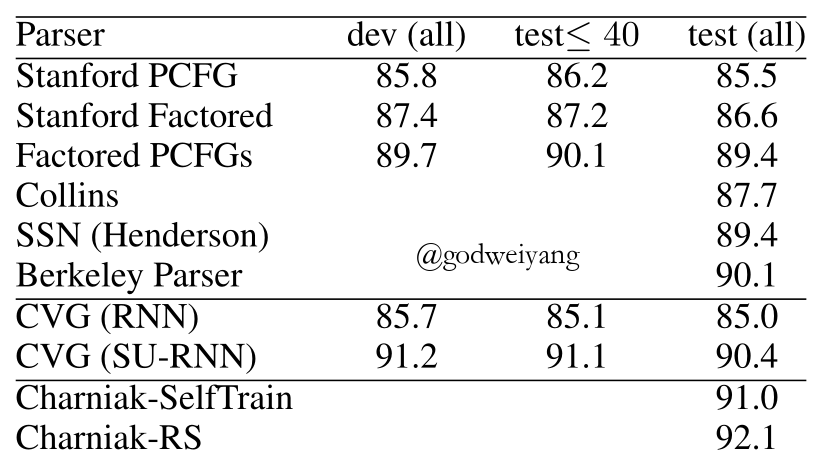 Parser dev (all) test≤ 40 test (all)
Stanford PCFG 85.8 86.2 85.5
Stanford Factored 87.4 87.2 86.6
Factored PCFGs 89.7 90.1 89.4
Collins 87.7
SSN (Henderson) 89.4
@godweiyang
Berkeley Parser 90.1
CVG (RNN) 85.7 85.1 85.0
CVG (SU-RNN) 91.2 91.1 90.4
Charniak-SelfTrain 91.0
Charniak-RS 92.1